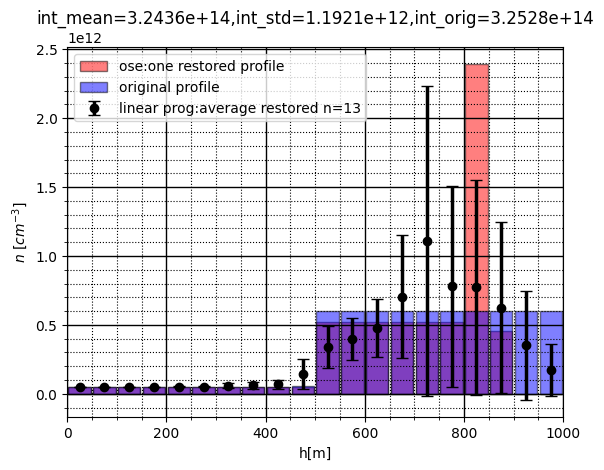 int_mean=3.2436e+14,int_std=1.1921e+12,int_orig=3.2528e+14
1e12
2.5
2.0
1.5
1.0
0.5
0.0
n [cm⁻³]
ose:one restored profile
original profile
linear prog:average restored n=13
0 200 400 600 800 1000
h[m]